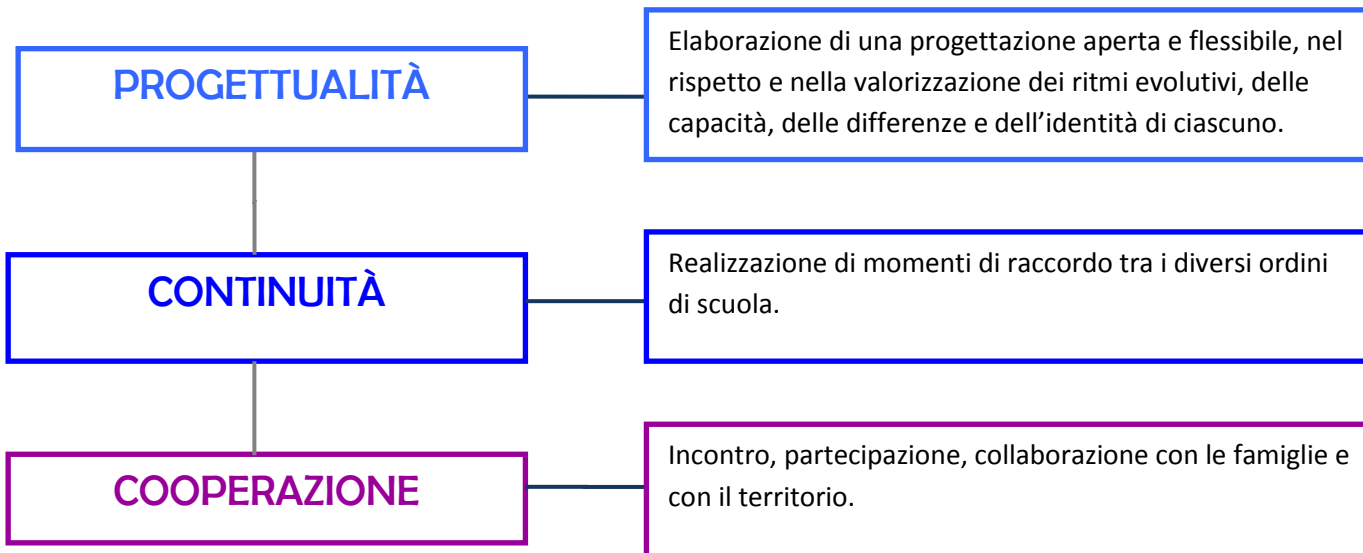 PROGETTUALITÀ
Elaborazione di una progettazione aperta e flessibile, nel
rispetto e nella valorizzazione dei ritmi evolutivi, delle
capacità, delle differenze e dell’identità di ciascuno.
CONTINUITÀ
Realizzazione di momenti di raccordo tra i diversi ordini
di scuola.
COOPERAZIONE
Incontro, partecipazione, collaborazione con le famiglie e
con il territorio.